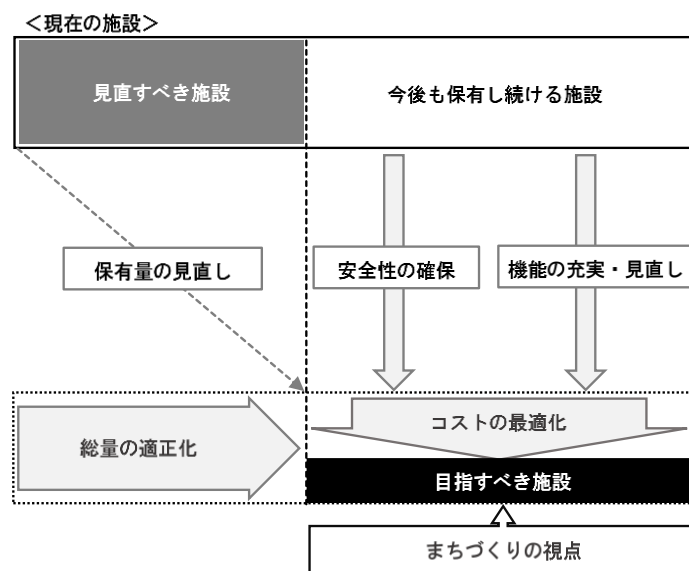 ＜現在の施設＞
見直すべき施設
今後も保有し続ける施設
保有量の見直し
安全性の確保
機能の充実・見直し
総量の適正化
コストの最適化
目指すべき施設
まちづくりの視点